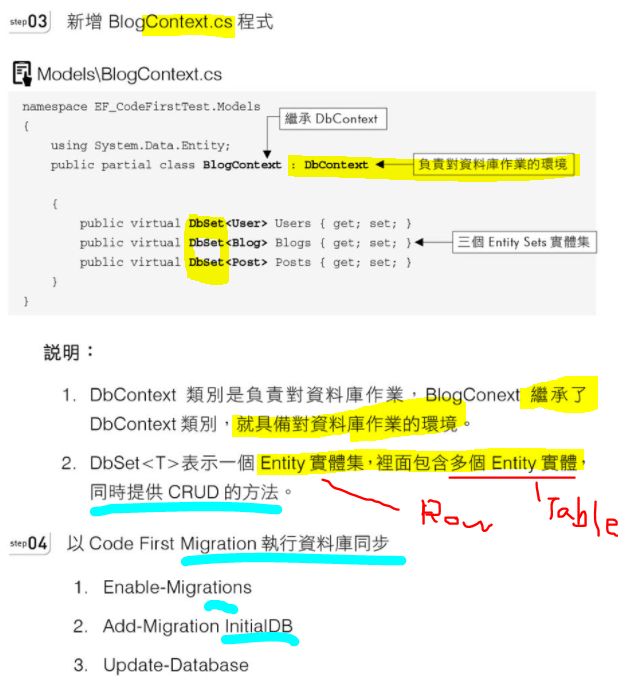 step03 新增 BlogContext.cs 程式
Models\BlogContext.cs
namespace EF_CodeFirstTest.Models
{
繼承 DbContext
using System.Data.Entity;
public partial class BlogContext : DbContext
負責對資料庫作業的環境
{
public virtual DbSet<User> Users { get; set; }
public virtual DbSet<Blog> Blogs { get; set; }
三個 Entity Sets 實體集
public virtual DbSet<Post> Posts { get; set; }
}
}
説明：
1. DbContext 類別是負責對資料庫作業，BlogConext 繼承了
DbContext 類別，就具備對資料庫作業的環境。
2. DbSet<T>表示一個 Entity 實體集，裡面包含多個 Entity 實體，
同時提供 CRUD 的方法。
Row
Table
step04 以 Code First Migration 執行資料庫同步
1. Enable-Migrations
2. Add-Migration InitialDB
3. Update-Database